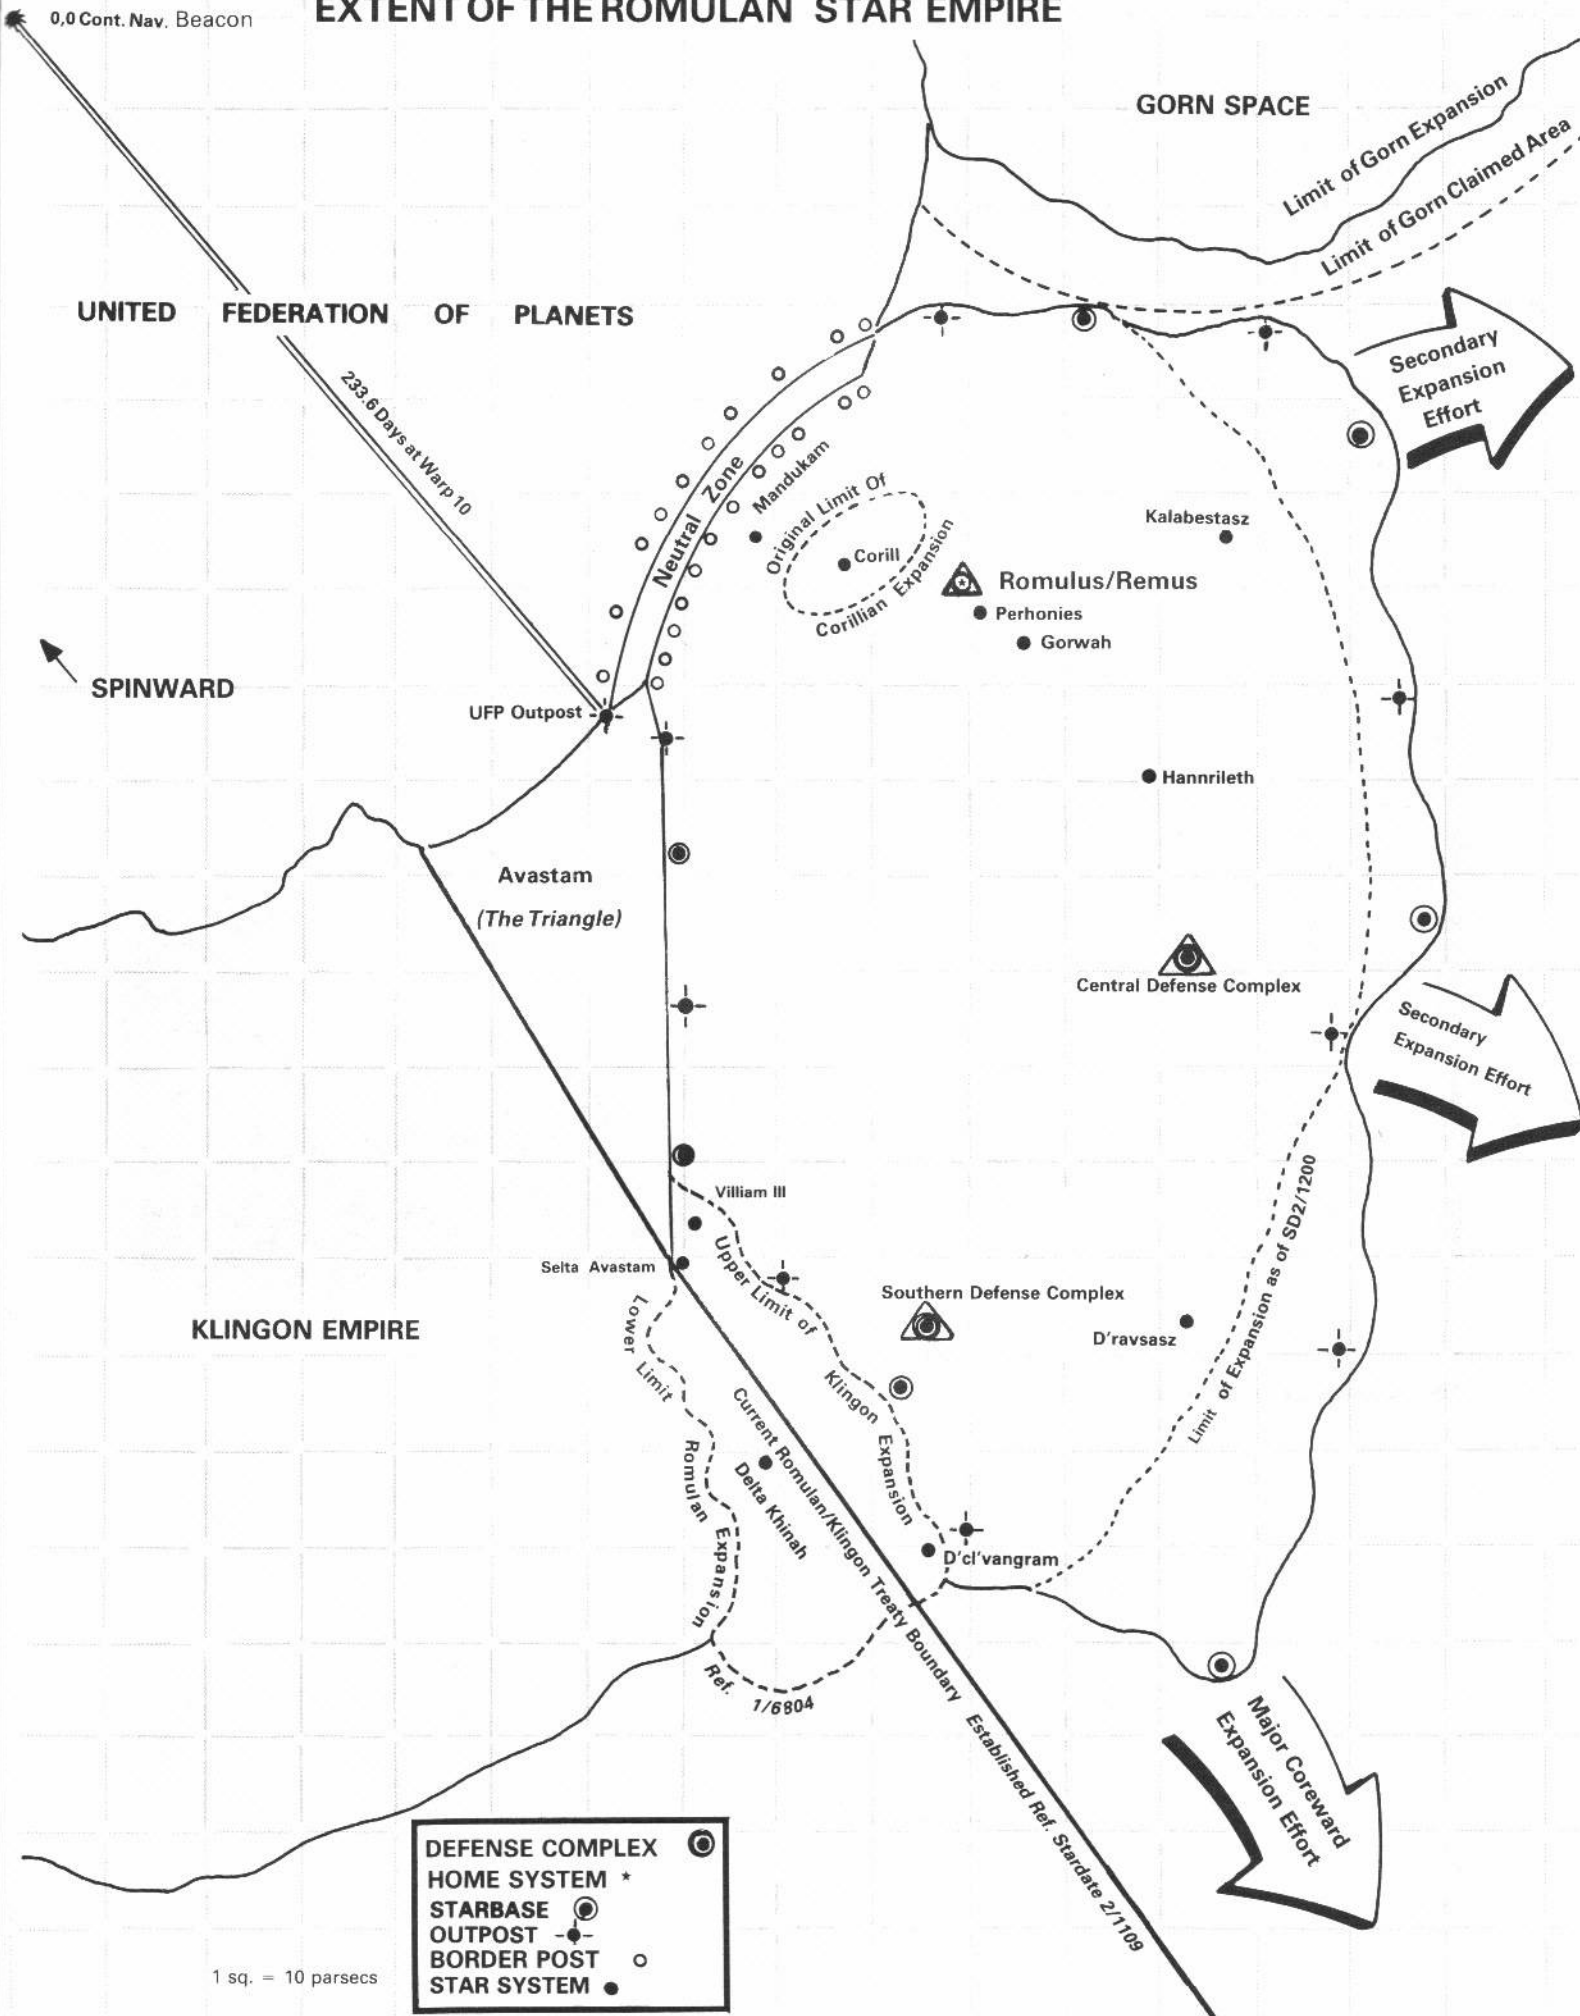 EXTENT OF THE ROMULAN STAR EMPIRE
0,0 Cont. Nav. Beacon
GORN SPACE
Limit of Gorn Expansion
Limit of Gorn Claimed Area
UNITED FEDERATION OF PLANETS
233.6 Days at Warp 10
Secondary
Expansion
Effort
Neutral Zone
Mandukam
Original Limit Of
Corillian Expansion
Corill
Kalabestasz
Romulus/Remus
Perhonies
Gorwah
SPINWARD
UFP Outpost
Hannrileth
Avastam
(The Triangle)
Central Defense Complex
Secondary
Expansion Effort
Villiam III
Selta Avastam
Upper Limit of Klingon Expansion
Lower Limit Romulan Expansion Ref. 1/6804
Southern Defense Complex
D'ravsasz
Limit of Expansion as of SD2/1200
KLINGON EMPIRE
Current Romulan/Klingon Treaty Boundary Established Ref. Stardate 2/1109
Delta Khinah
D'cl'vangram
Major Coreward
Expansion Effort
DEFENSE COMPLEX
HOME SYSTEM
STARBASE
OUTPOST
BORDER POST
STAR SYSTEM
1 sq. = 10 parsecs